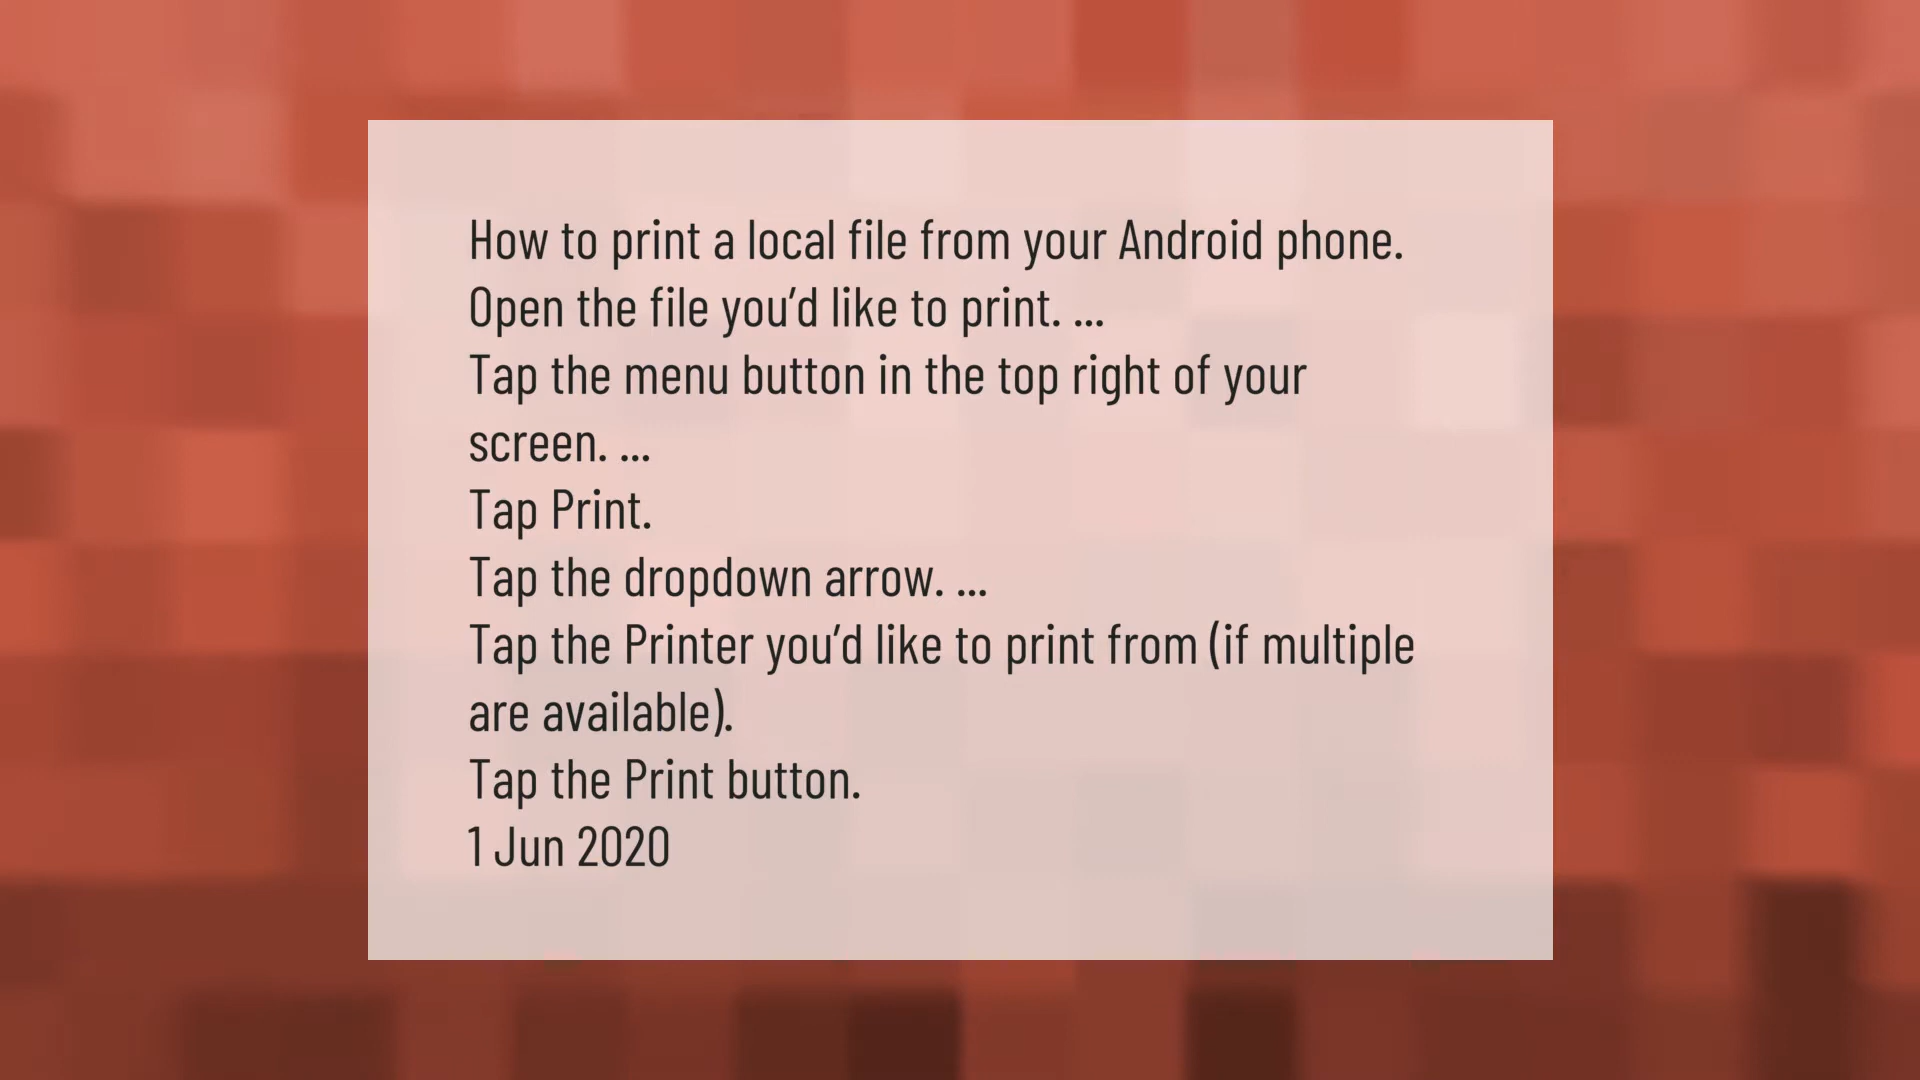 How to print a local file from your Android phone.
Open the file you’d like to print. ...
Tap the menu button in the top right of your
screen. ...
Tap Print.
Tap the dropdown arrow. ...
Tap the Printer you’d like to print from (if multiple
are available).
Tap the Print button.
1 Jun 2020